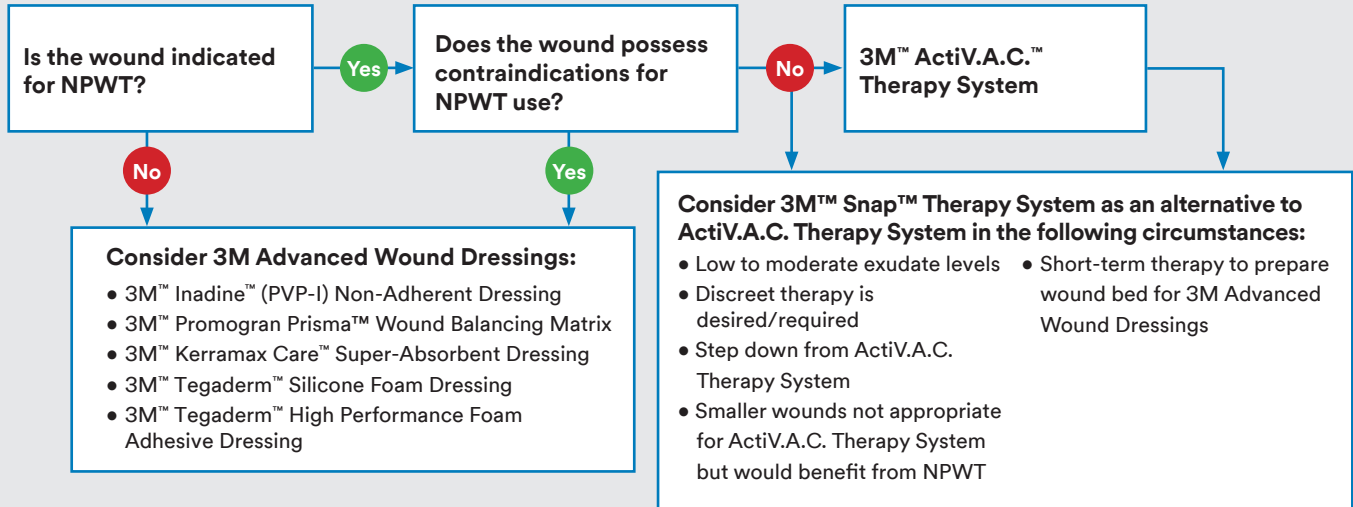 Is the wound indicated
for NPWT?
Yes
Does the wound possess
contraindications for
NPWT use?
No
3M™ ActiV.A.C.™
Therapy System
No
Yes
Consider 3M Advanced Wound Dressings:
• 3M™ Inadine™ (PVP-I) Non-Adherent Dressing
• 3M™ Promogran Prisma™ Wound Balancing Matrix
• 3M™ Kerramax Care™ Super-Absorbent Dressing
• 3M™ Tegaderm™ Silicone Foam Dressing
• 3M™ Tegaderm™ High Performance Foam
Adhesive Dressing
Consider 3M™ Snap™ Therapy System as an alternative to
ActiV.A.C. Therapy System in the following circumstances:
• Low to moderate exudate levels
• Discreet therapy is
desired/required
• Step down from ActiV.A.C.
Therapy System
• Smaller wounds not appropriate
for ActiV.A.C. Therapy System
but would benefit from NPWT
• Short-term therapy to prepare
wound bed for 3M Advanced
Wound Dressings